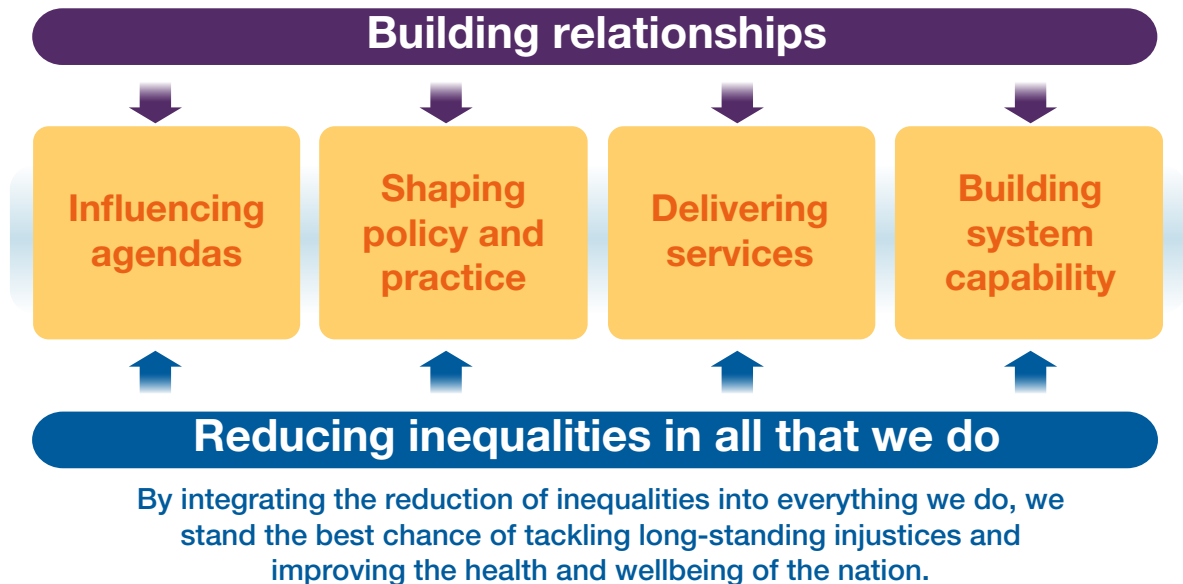 Building relationships
Influencing
agendas
Shaping
policy and
practice
Delivering
services
Building
system
capability
Reducing inequalities in all that we do
By integrating the reduction of inequalities into everything we do, we
stand the best chance of tackling long-standing injustices and
improving the health and wellbeing of the nation.